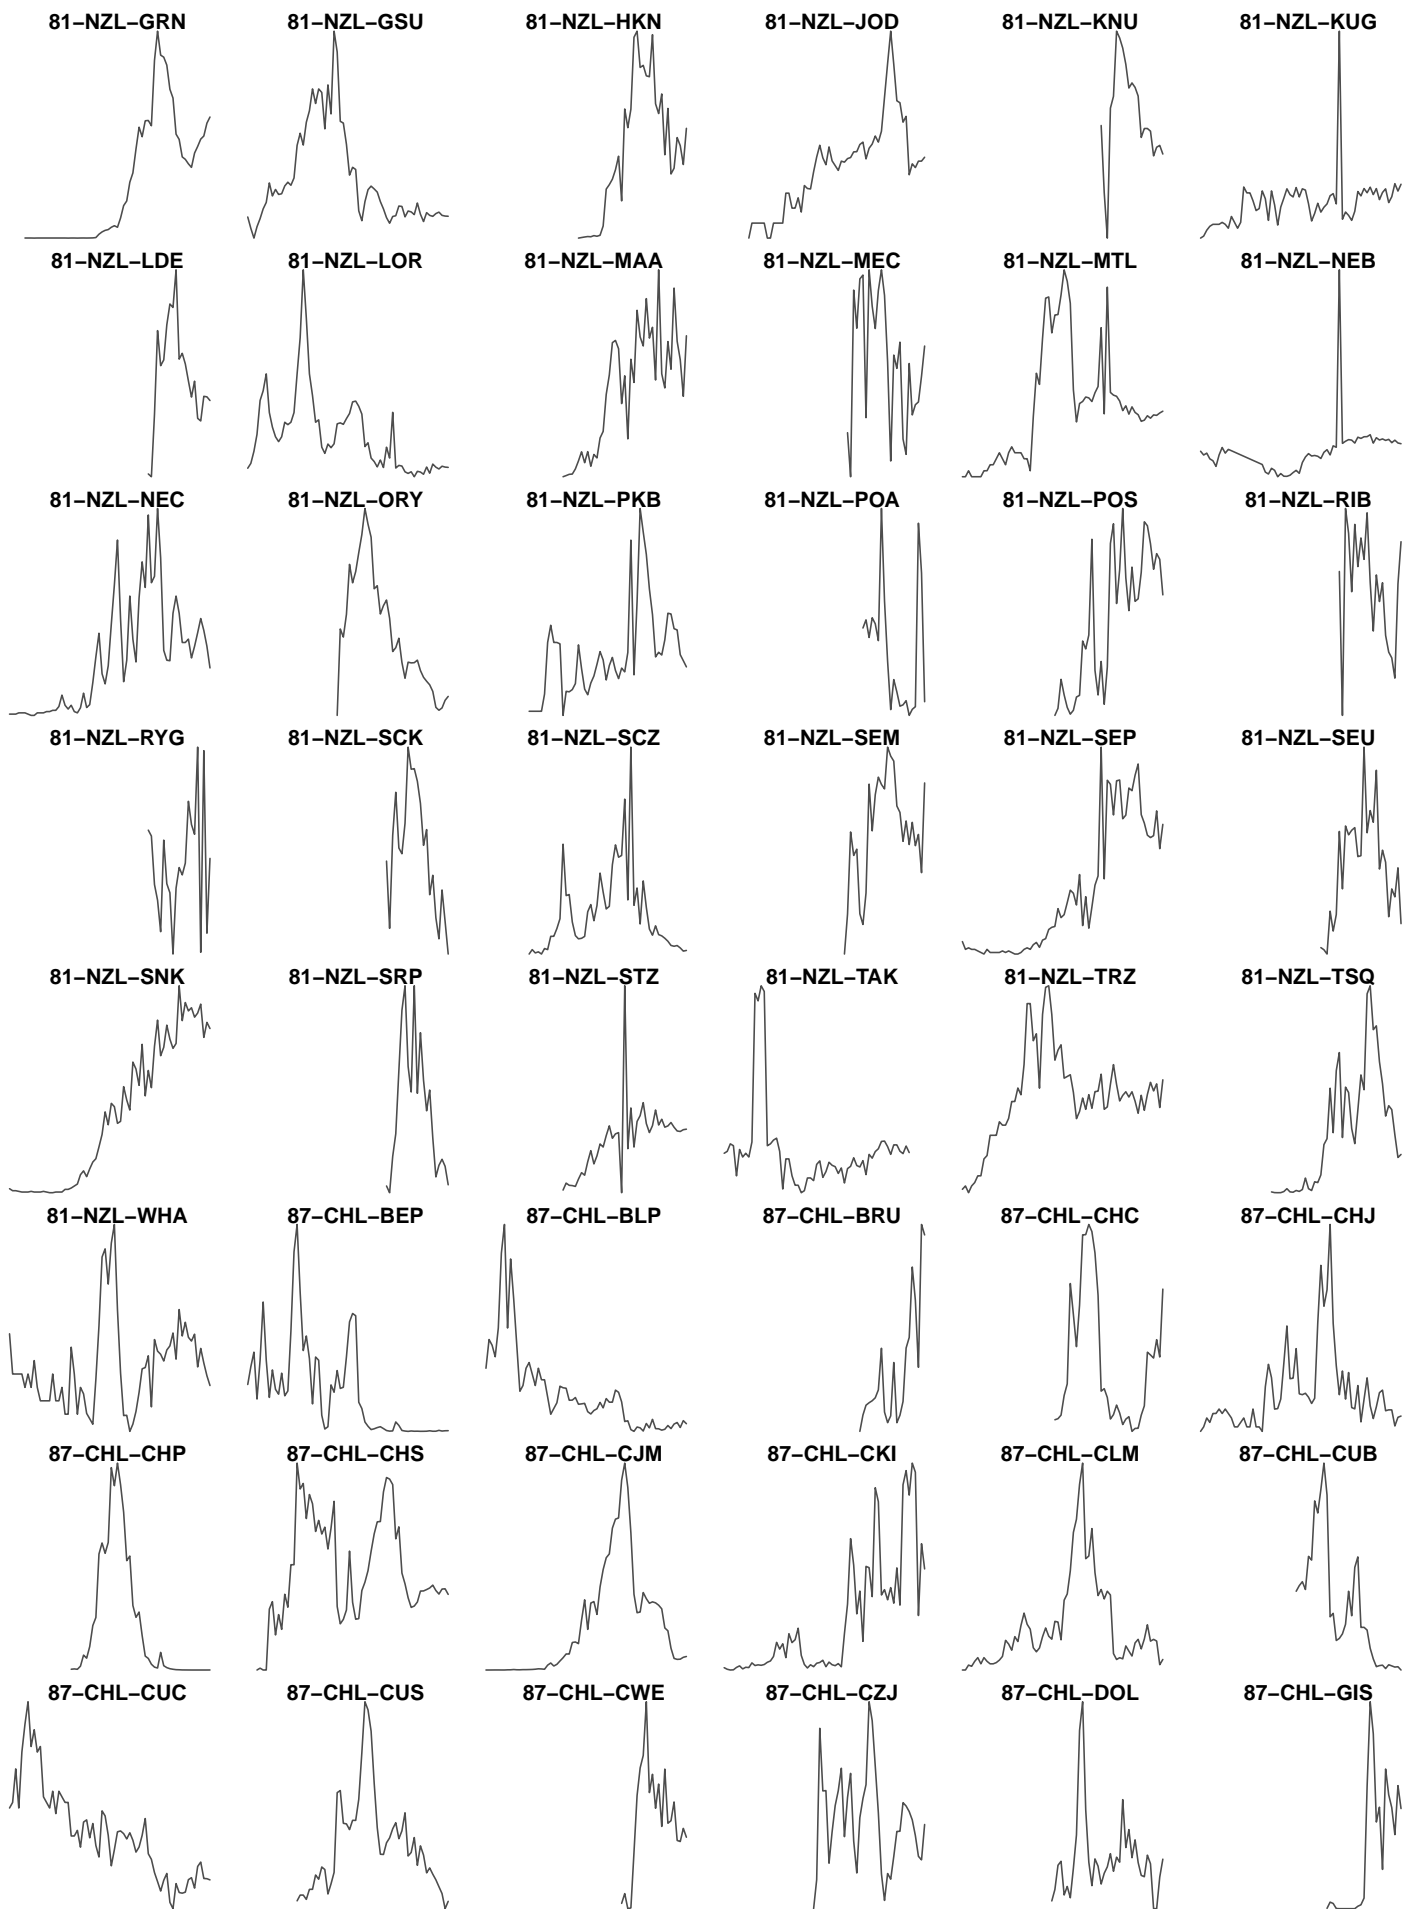 81−NZL−GRN 81−NZL−GSU 81−NZL−HKN 81−NZL−JOD 81−NZL−KNU 81−NZL−KUG
81−NZL−LDE 81−NZL−LOR 81−NZL−MAA 81−NZL−MEC 81−NZL−MTL 81−NZL−NEB
81−NZL−NEC 81−NZL−ORY 81−NZL−PKB 81−NZL−POA 81−NZL−POS 81−NZL−RIB
81−NZL−RYG 81−NZL−SCK 81−NZL−SCZ 81−NZL−SEM 81−NZL−SEP 81−NZL−SEU
81−NZL−SNK 81−NZL−SRP 81−NZL−STZ 81−NZL−TAK 81−NZL−TRZ 81−NZL−TSQ
81−NZL−WHA 87−CHL−BEP 87−CHL−BLP 87−CHL−BRU 87−CHL−CHC 87−CHL−CHJ
87−CHL−CHP 87−CHL−CHS 87−CHL−CJM 87−CHL−CKI 87−CHL−CLM 87−CHL−CUB
87−CHL−CUC 87−CHL−CUS 87−CHL−CWE 87−CHL−CZJ 87−CHL−DOL 87−CHL−GIS